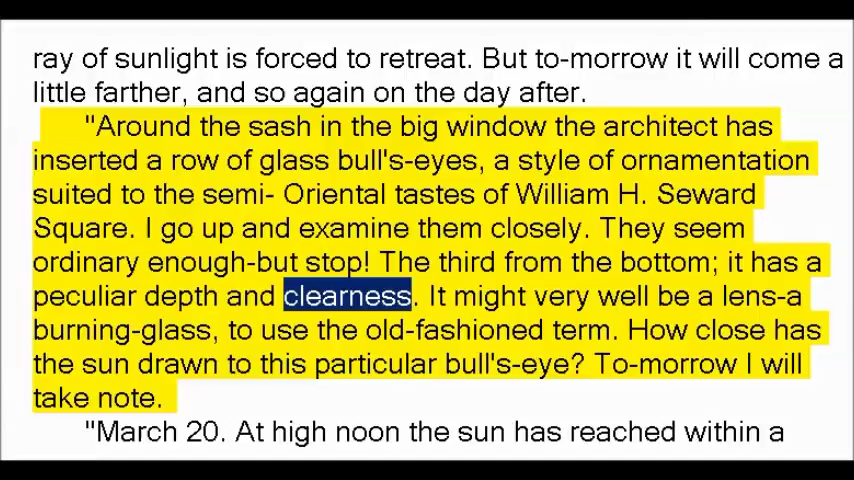 ray of sunlight is forced to retreat. But to-morrow it will come a
little farther, and so again on the day after.
"Around the sash in the big window the architect has
inserted a row of glass bull's-eyes, a style of ornamentation
suited to the semi- Oriental tastes of William H. Seward
Square. I go up and examine them closely. They seem
ordinary enough-but stop! The third from the bottom; it has a
peculiar depth and clearness. It might very well be a lens-a
burning-glass, to use the old-fashioned term. How close has
the sun drawn to this particular bull's-eye? To-morrow I will
take note.
"March 20. At high noon the sun has reached within a